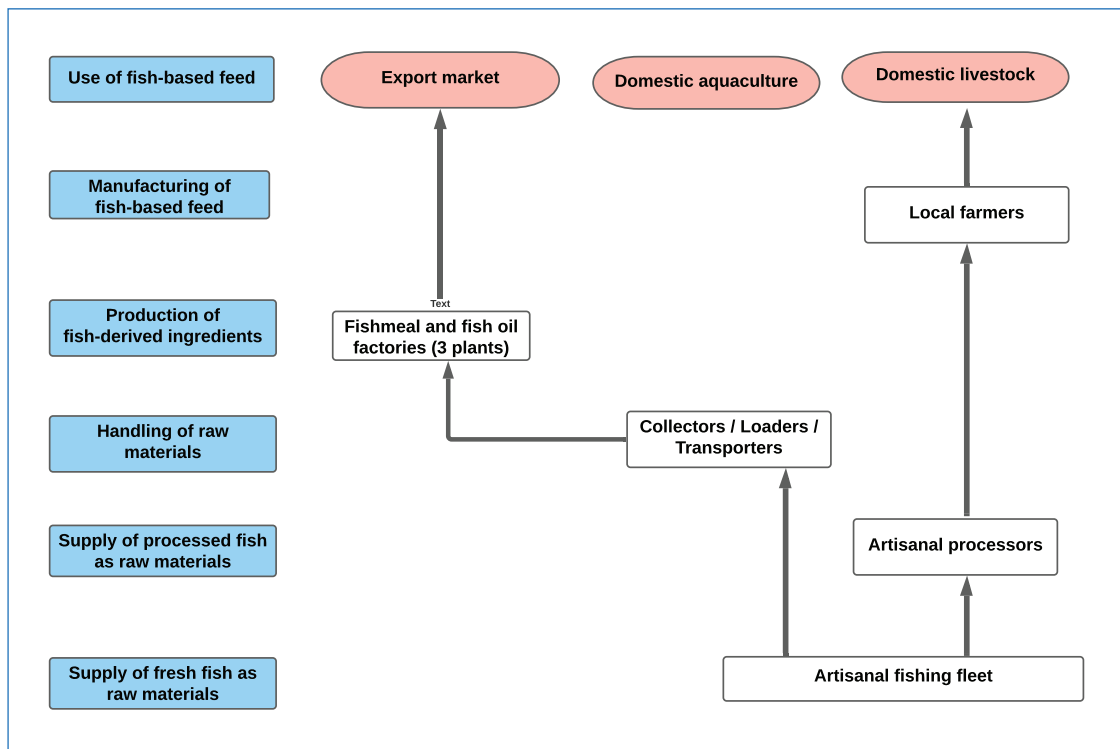 Use of fish-based feed
Export market
Domestic aquaculture
Domestic livestock
Manufacturing of
fish-based feed
Local farmers
Production of
fish-derived ingredients
Text
Fishmeal and fish oil
factories (3 plants)
Handling of raw
materials
Collectors / Loaders /
Transporters
Supply of processed fish
as raw materials
Artisanal processors
Supply of fresh fish as
raw materials
Artisanal fishing fleet